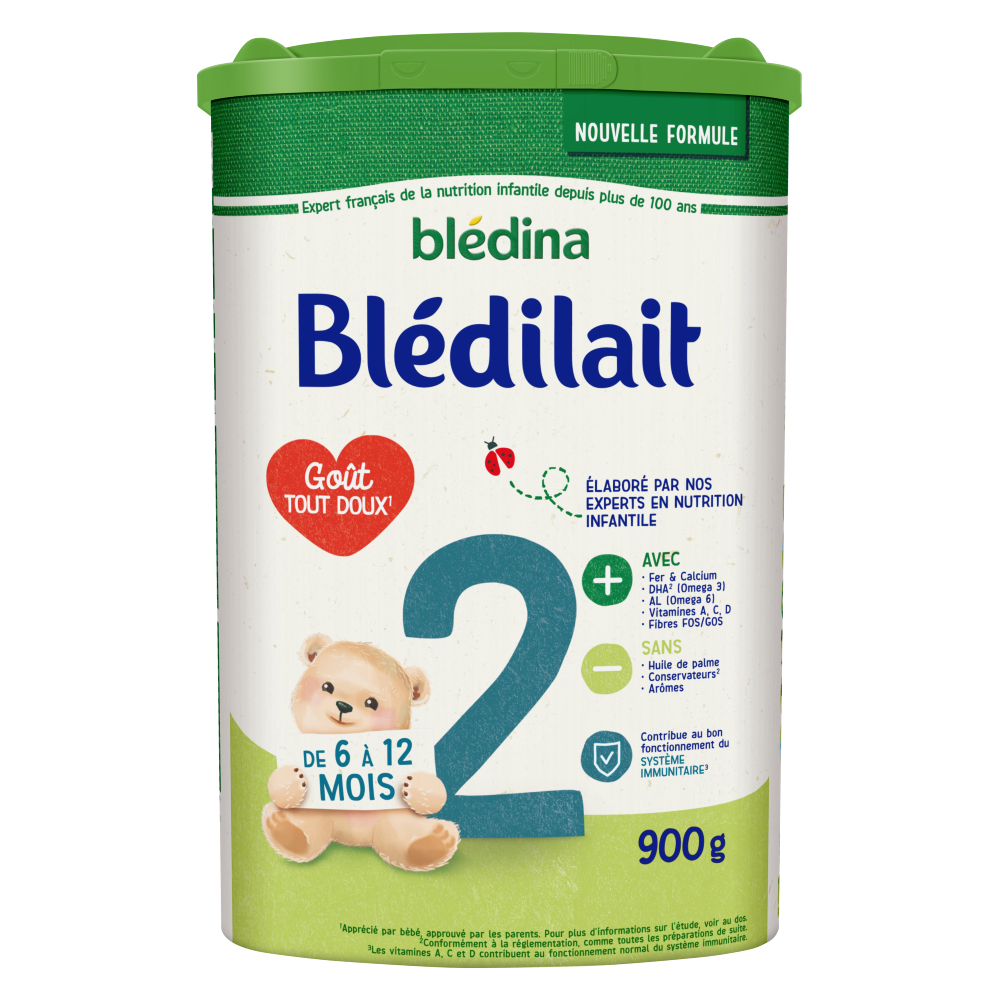 NOUVELLE FORMULE
Expert français de la nutrition infantile depuis plus de 100 ans
blédina
Blédilait
Goût
TOUT DOUX¹
ÉLABORÉ PAR NOS
EXPERTS EN NUTRITION
INFANTILE
AVEC
· Fer & Calcium
· DHA² (Omega 3)
· AL (Omega 6)
· Vitamines A, C, D
· Fibres FOS/GOS
SANS
· Huile de palme
· Conservateurs²
· Arômes
2
DE 6 À 12
MOIS
Contribue au bon
fonctionnement du
SYSTÈME
IMMUNITAIRE³
900g
¹Apprécié par bébé, approuvé par les parents. Pour plus d'informations sur l'étude, voir au dos.
²Conformément à la réglementation, comme toutes les préparations de suite.
³Les vitamines A, C et D contribuent au fonctionnement normal du système immunitaire.